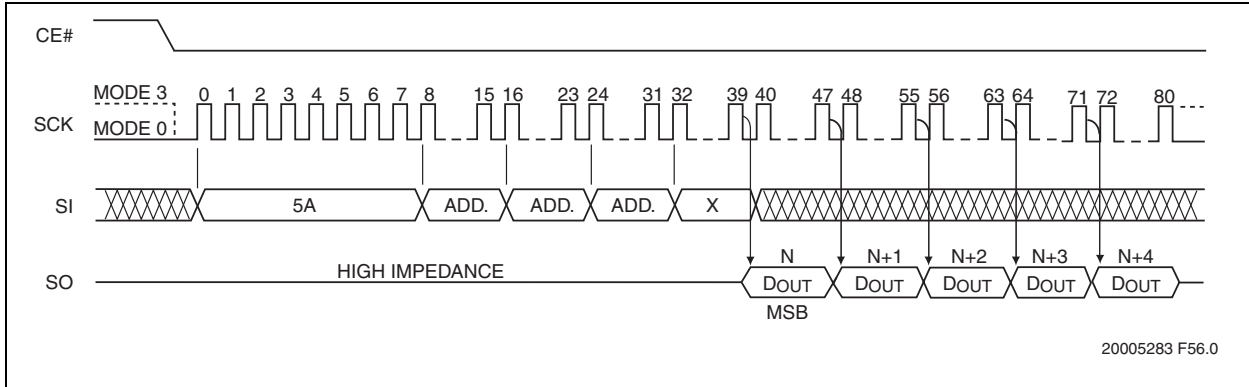 CE#
MODE 3
0 1 2 3 4 5 6 7 8 15 16 23 24 31 32 39 40 47 48 55 56 63 64 71 72 80
SCK
MODE 0
SI
5A ADD. ADD. ADD. X
N N+1 N+2 N+3 N+4
SO
HIGH IMPEDANCE
DOUT DOUT DOUT DOUT DOUT
MSB
20005283 F56.0